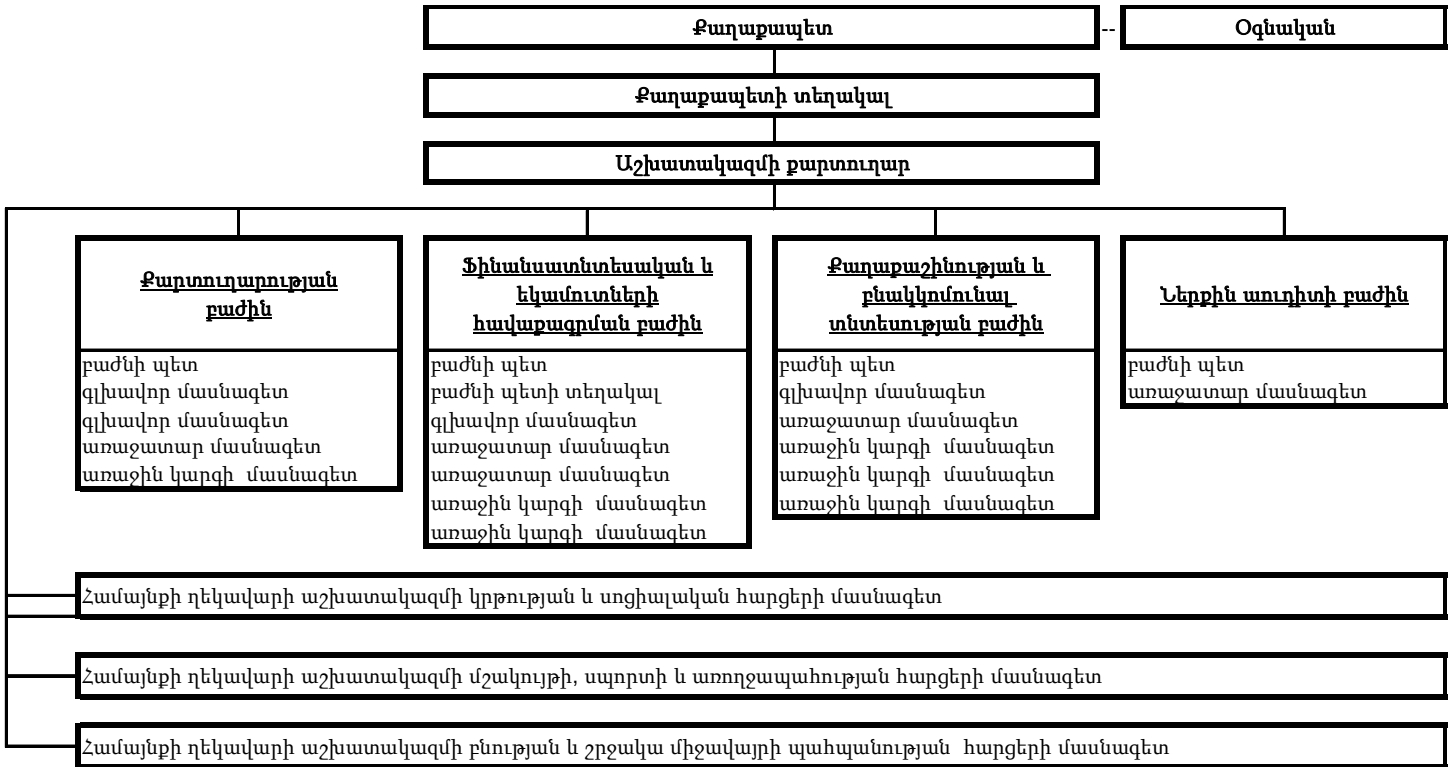 Քաղաքապետ -- Օգնական
Քաղաքապետի տեղակալ
Աշխատակազմի քարտուղար
Քարտուղարության
բաժին
բաժնի պետ
գլխավոր մասնագետ
գլխավոր մասնագետ
առաջատար մասնագետ
առաջին կարգի մասնագետ
Ֆինանսատնտեսական և
եկամուտների
հավաքագրման բաժին
բաժնի պետ
բաժնի պետի տեղակալ
գլխավոր մասնագետ
առաջատար մասնագետ
առաջատար մասնագետ
առաջին կարգի մասնագետ
առաջին կարգի մասնագետ
Քաղաքաշինության և
բնակկոմունալ
տնտեսության բաժին
բաժնի պետ
գլխավոր մասնագետ
առաջատար մասնագետ
առաջին կարգի մասնագետ
առաջին կարգի մասնագետ
առաջին կարգի մասնագետ
Ներքին աուդիտի բաժին
բաժնի պետ
առաջատար մասնագետ
Համայնքի ղեկավարի աշխատակազմի կրթության և սոցիալական հարցերի մասնագետ
Համայնքի ղեկավարի աշխատակազմի մշակույթի, սպորտի և առողջապահության հարցերի մասնագետ
Համայնքի ղեկավարի աշխատակազմի բնության և շրջակա միջավայրի պահպանության հարցերի մասնագետ